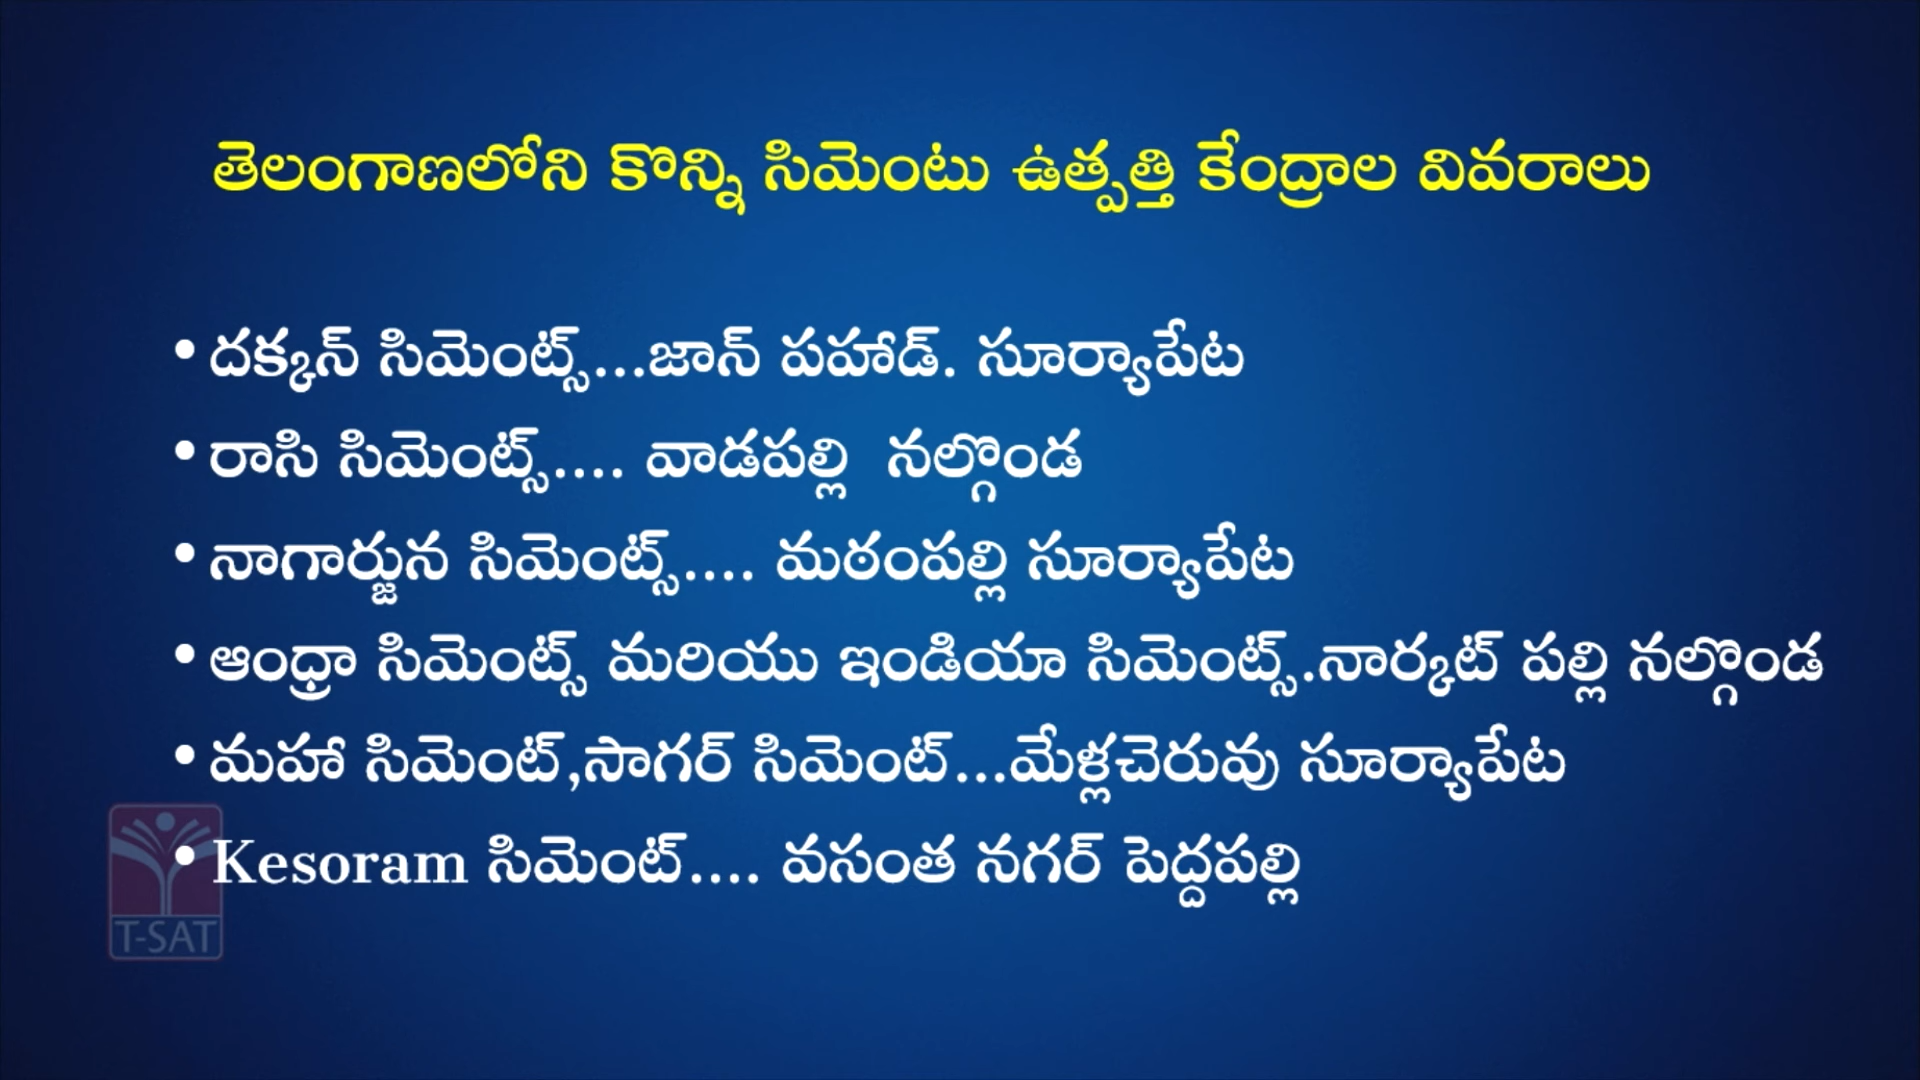 తెలంగాణలోని కొన్ని సిమెంటు ఉత్పత్తి కేంద్రాల వివరాలు
• దక్కన్ సిమెంట్స్...జాన్ పహాడ్. సూర్యాపేట
• రాసి సిమెంట్స్.... వాడపల్లి నల్గొండ
• నాగార్జున సిమెంట్స్.... మఠంపల్లి సూర్యాపేట
• ఆంధ్రా సిమెంట్స్ మరియు ఇండియా సిమెంట్స్.నార్కట్ పల్లి నల్గొండ
• మహా సిమెంట్,సాగర్ సిమెంట్...మేళ్లచెరువు సూర్యాపేట
• Kesoram సిమెంట్.... వసంత నగర్ పెద్దపల్లి
T-SAT